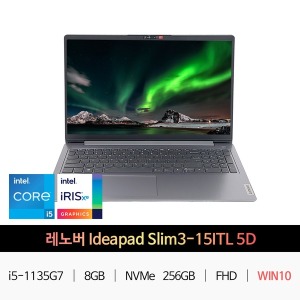 intel
CORE
i5
intel
iRIS Xe
GRAPHICS
레노버 Ideapad Slim3-15ITL 5D
i5-1135G7 | 8GB | NVMe 256GB | FHD | WIN10